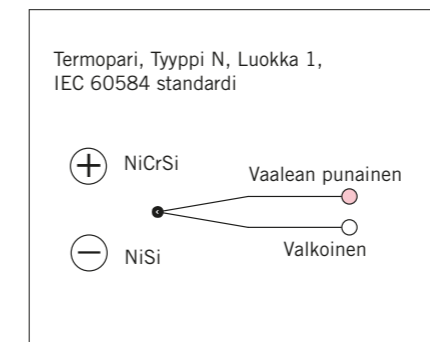 Termopari, Tyyppi N, Luokka 1,
IEC 60584 standardi
+ NiCrSi
Vaalean punainen
− NiSi
Valkoinen